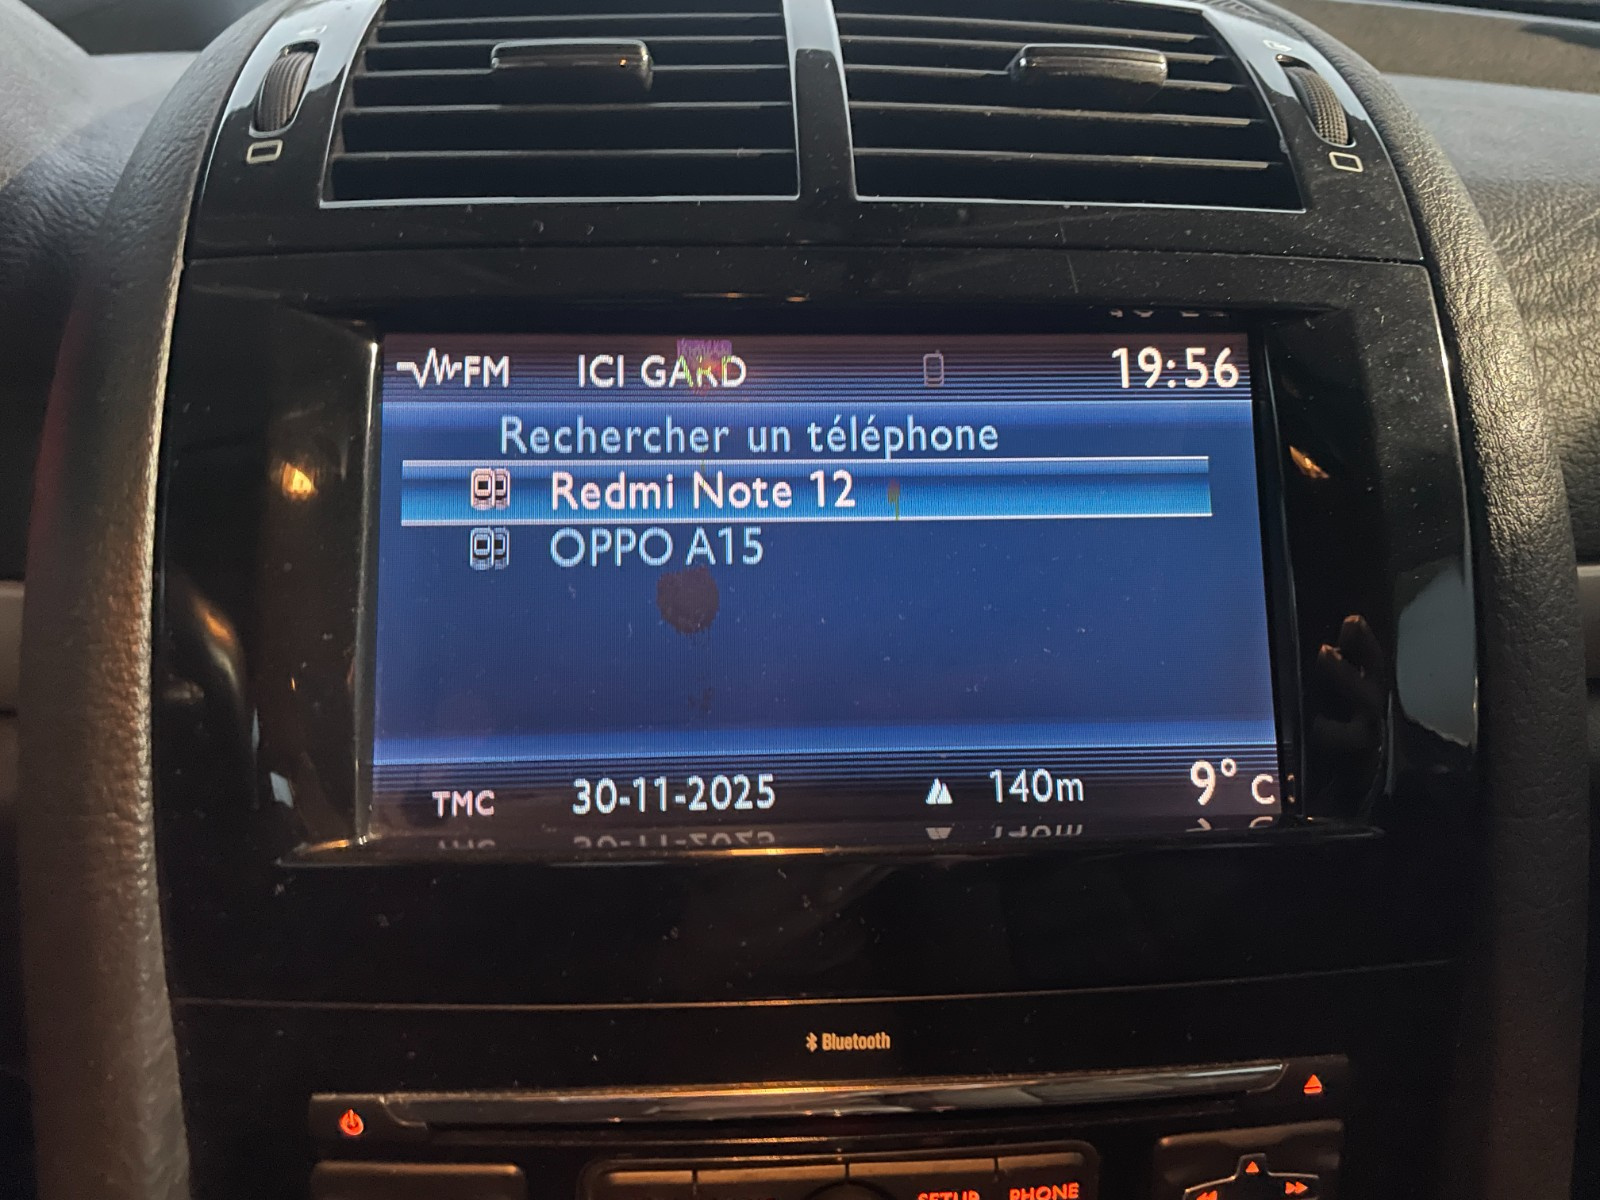 FM ICI GARD 19:56
Rechercher un téléphone
Redmi Note 12
OPPO A15
TMC 30-11-2025 140m 9° C
Bluetooth
SETUP PHONE